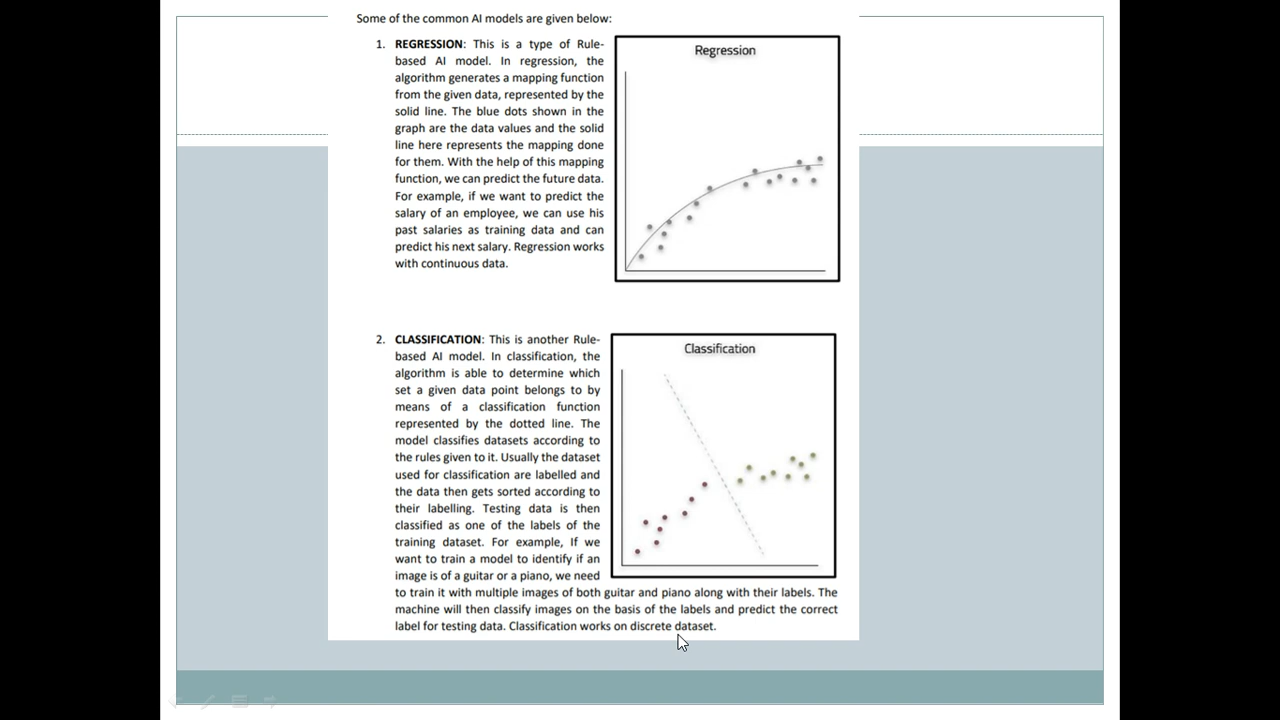 Some of the common AI models are given below:
1. REGRESSION: This is a type of Rule-
based AI model. In regression, the
algorithm generates a mapping function
from the given data, represented by the
solid line. The blue dots shown in the
graph are the data values and the solid
line here represents the mapping done
for them. With the help of this mapping
function, we can predict the future data.
For example, if we want to predict the
salary of an employee, we can use his
past salaries as training data and can
predict his next salary. Regression works
with continuous data.
Regression
2. CLASSIFICATION: This is another Rule-
based AI model. In classification, the
algorithm is able to determine which
set a given data point belongs to by
means of a classification function
represented by the dotted line. The
model classifies datasets according to
the rules given to it. Usually the dataset
used for classification are labelled and
the data then gets sorted according to
their labelling. Testing data is then
classified as one of the labels of the
training dataset. For example, If we
want to train a model to identify if an
image is of a guitar or a piano, we need
to train it with multiple images of both guitar and piano along with their labels. The
machine will then classify images on the basis of the labels and predict the correct
label for testing data. Classification works on discrete dataset.
Classification